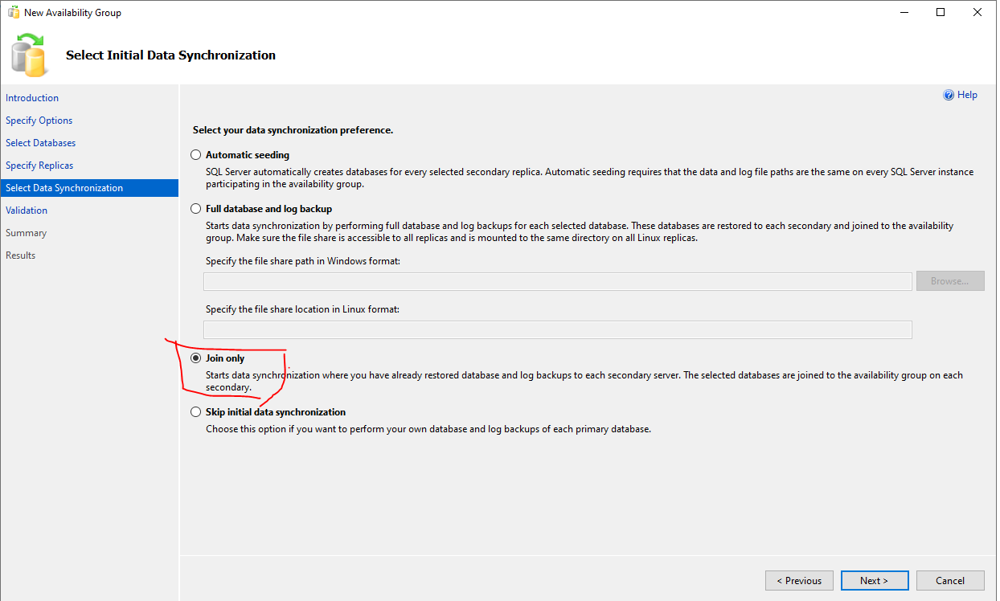 New Availability Group
Select Initial Data Synchronization
Introduction
Specify Options
Select Databases
Specify Replicas
Select Data Synchronization
Validation
Summary
Results
Help
Select your data synchronization preference.
Automatic seeding
SQL Server automatically creates databases for every selected secondary replica. Automatic seeding requires that the data and log file paths are the same on every SQL Server instance
participating in the availability group.
Full database and log backup
Starts data synchronization by performing full database and log backups for each selected database. These databases are restored to each secondary and joined to the availability
group. Make sure the file share is accessible to all replicas and is mounted to the same directory on all Linux replicas.
Specify the file share path in Windows format:
Browse...
Specify the file share location in Linux format:
Join only
Starts data synchronization where you have already restored database and log backups to each secondary server. The selected databases are joined to the availability group on each
secondary.
Skip initial data synchronization
Choose this option if you want to perform your own database and log backups of each primary database.
< Previous
Next >
Cancel